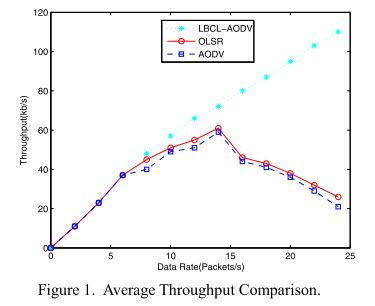 120
100
80
60
40
20
0
0 5 10 15 20 25
Throughput(kb/s)
Data Rate(Packets/s)
LBCL-AODV
OLSR
AODV
Figure 1. Average Throughput Comparison.